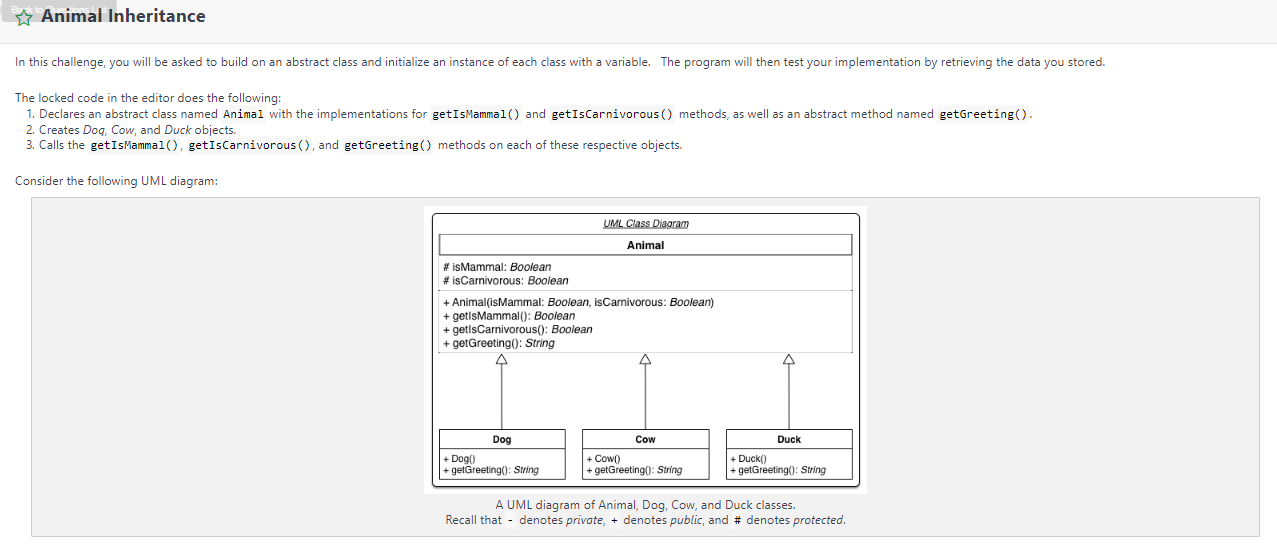 Back to Questions List
Animal Inheritance
In this challenge, you will be asked to build on an abstract class and initialize an instance of each class with a variable. The program will then test your implementation by retrieving the data you stored.
The locked code in the editor does the following:
1. Declares an abstract class named Animal with the implementations for getIsMammal() and getIsCarnivorous() methods, as well as an abstract method named getGreeting().
2. Creates Dog, Cow, and Duck objects.
3. Calls the getIsMammal(), getIsCarnivorous(), and getGreeting() methods on each of these respective objects.
Consider the following UML diagram:
UML Class Diagram
Animal
# isMammal: Boolean
# isCarnivorous: Boolean
+ Animal(isMammal: Boolean, isCarnivorous: Boolean)
+ getIsMammal(): Boolean
+ getIsCarnivorous(): Boolean
+ getGreeting(): String
Dog
+ Dog()
+ getGreeting(): String
Cow
+ Cow()
+ getGreeting(): String
Duck
+ Duck()
+ getGreeting(): String
A UML diagram of Animal, Dog, Cow, and Duck classes.
Recall that - denotes private, + denotes public, and # denotes protected.